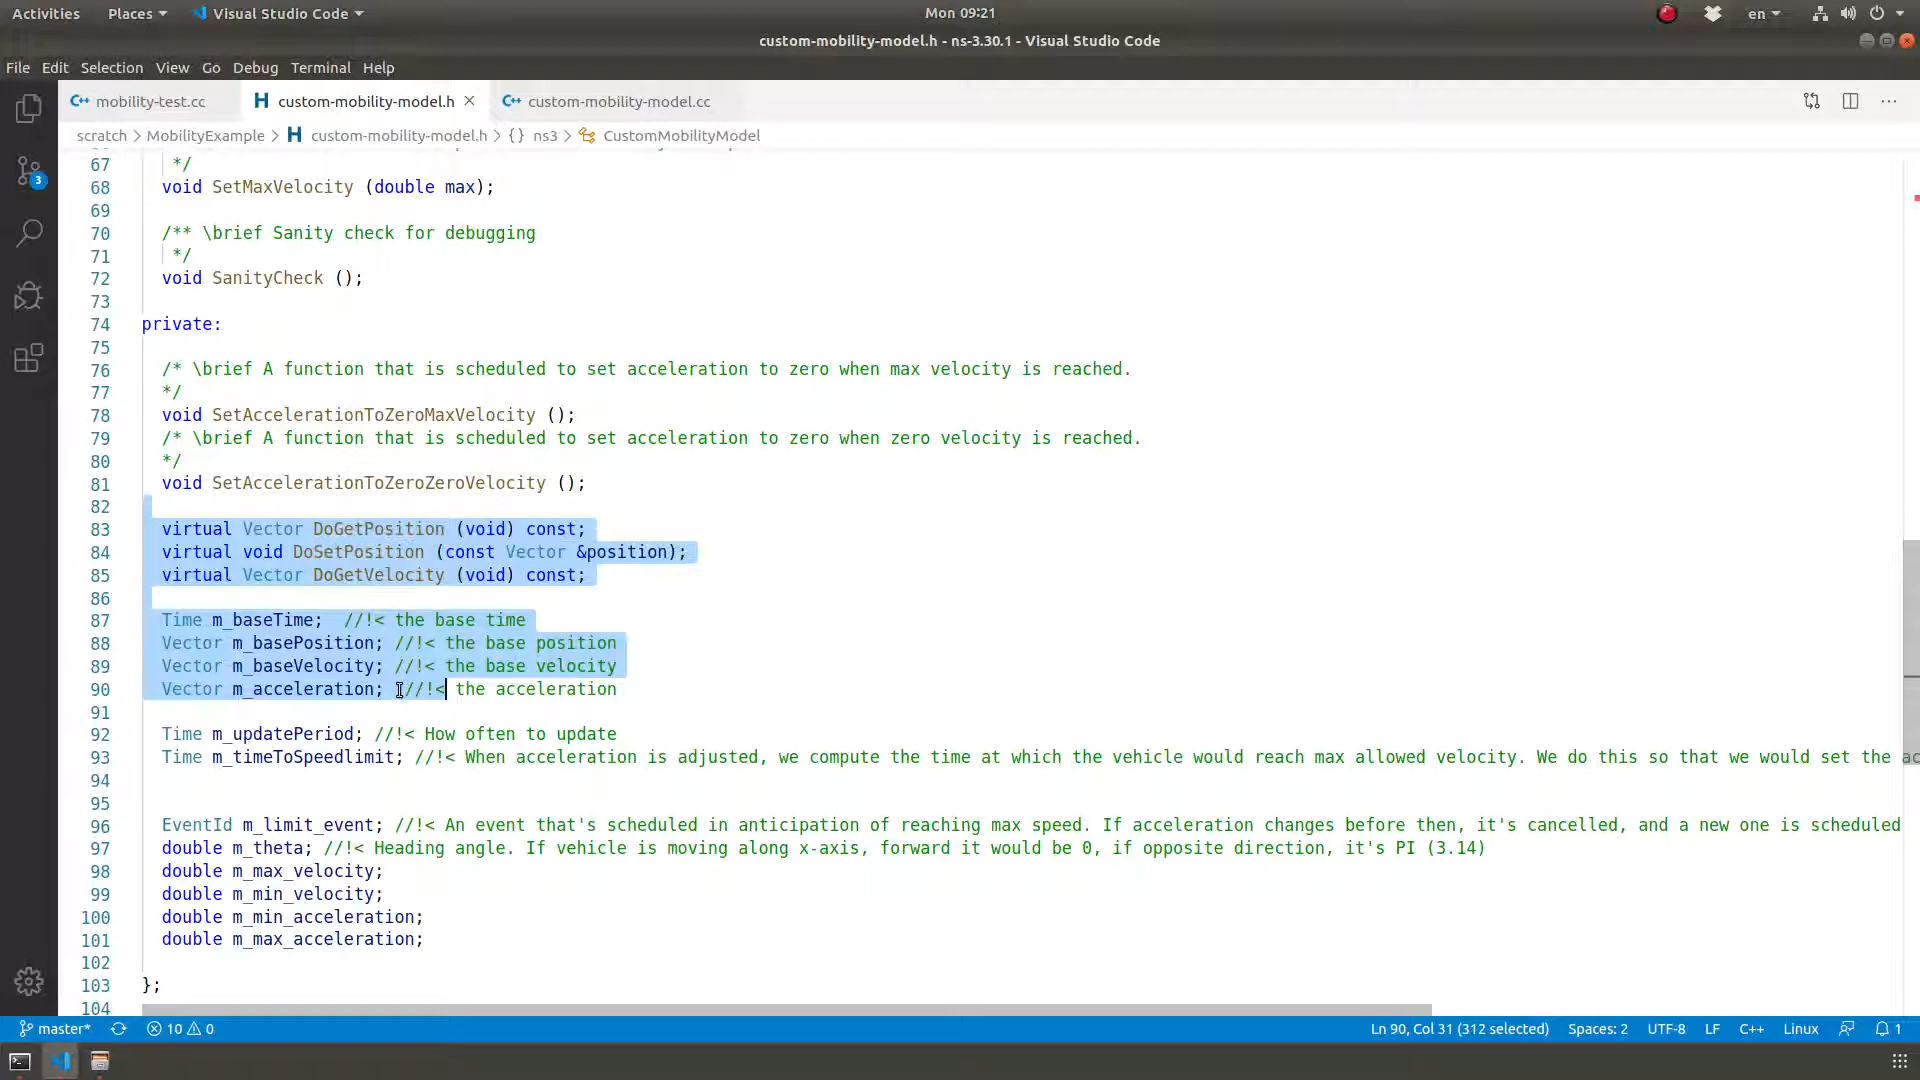 Activities Places Visual Studio Code Mon 09:21 en
custom-mobility-model.h - ns-3.30.1 - Visual Studio Code
File Edit Selection View Go Debug Terminal Help
mobility-test.cc custom-mobility-model.h custom-mobility-model.cc
scratch MobilityExample custom-mobility-model.h {} ns3 CustomMobilityModel
67 */
68 void SetMaxVelocity (double max);
69
70 /** \brief Sanity check for debugging
71 */
72 void SanityCheck ();
73
74 private:
75
76 /* \brief A function that is scheduled to set acceleration to zero when max velocity is reached.
77 */
78 void SetAccelerationToZeroMaxVelocity ();
79 /* \brief A function that is scheduled to set acceleration to zero when zero velocity is reached.
80 */
81 void SetAccelerationToZeroZeroVelocity ();
82
83 virtual Vector DoGetPosition (void) const;
84 virtual void DoSetPosition (const Vector &position);
85 virtual Vector DoGetVelocity (void) const;
86
87 Time m_baseTime; //!< the base time
88 Vector m_basePosition; //!< the base position
89 Vector m_baseVelocity; //!< the base velocity
90 Vector m_acceleration; //!< the acceleration
91
92 Time m_updatePeriod; //!< How often to update
93 Time m_timeToSpeedlimit; //!< When acceleration is adjusted, we compute the time at which the vehicle would reach max allowed velocity. We do this so that we would set the ac
94
95
96 EventId m_limit_event; //!< An event that's scheduled in anticipation of reaching max speed. If acceleration changes before then, it's cancelled, and a new one is scheduled
97 double m_theta; //!< Heading angle. If vehicle is moving along x-axis, forward it would be 0, if opposite direction, it's PI (3.14)
98 double m_max_velocity;
99 double m_min_velocity;
100 double m_min_acceleration;
101 double m_max_acceleration;
102
103 };
104
3
master* 10 0 Ln 90, Col 31 (312 selected) Spaces: 2 UTF-8 LF C++ Linux 1